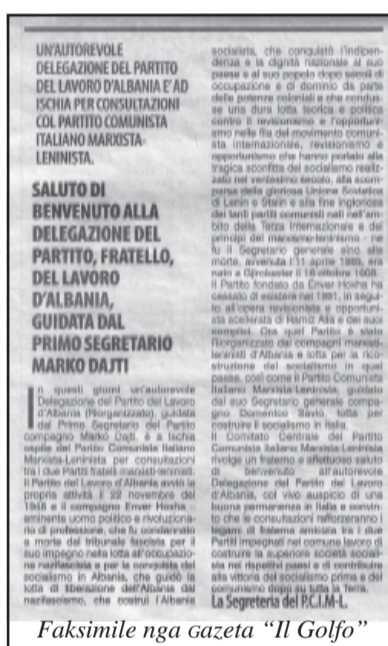 UN'AUTOREVOLE
DELEGAZIONE DEL PARTITO
DEL LAVORO D'ALBANIA E' AD
ISCHIA PER CONSULTAZIONI
COL PARTITO COMUNISTA
ITALIANO MARXISTA-
LENINISTA.
SALUTO DI
BENVENUTO ALLA
DELEGAZIONE DEL
PARTITO, FRATELLO,
DEL LAVORO
D'ALBANIA,
GUIDATA DAL
PRIMO SEGRETARIO
MARKO DAJTI
In questi giorni un'autorevole
Delegazione del Partito del Lavoro
d'Albania (Riorganizzato), guidata
dal Primo Segretario del Partito
compagno Marko Dajti, è a Ischia
ospite del Partito Comunista Italiano
Marxista-Leninista per consultazioni
tra i due Partiti fratelli marxisti-leninisti.
Il Partito del Lavoro d'Albania avviò la
propria attività il 22 novembre del
1948 e il compagno Enver Hoxha -
eminente uomo politico e rivoluziona-
rio di professione, che fu condannato
a morte dal tribunale fascista per il
suo impegno nella lotta all'occupazio-
ne nazifascista e per la conquista del
socialismo in Albania, che guidò la
lotta di liberazione dell'Albania dal
nazifascismo, che costruì l'Albania
socialista, che conquistò l'indipen-
denza e la dignità nazionale al suo
paese e al suo popolo dopo secoli di
occupazione e di dominio da parte
delle potenze coloniali e che condus-
se una dura lotta teorica e politica
contro il revisionismo e l'opportuni-
smo nelle fila del movimento comuni-
sta internazionale, revisionismo e
opportunismo che hanno portato alla
tragica sconfitta del socialismo realiz-
zato nel ventesimo secolo, alla scom-
parsa della gloriosa Unione Sovietica
di Lenin e Stalin e alla fine ingloriosa
dei tanti partiti comunisti nati nell'am-
bito della Terza Internazionale e dei
principi del marxismo-leninismo - ne
fu il Segretario generale sino alla
morte, avvenuta l'11 aprile 1985, era
nato a Gjirokaster il 16 ottobre 1908.
Il Partito fondato da Enver Hoxha ha
cessato di esistere nel 1991, in segui-
to all'opera revisionista e opportuni-
sta scellerata di Ramiz Alia e dei suoi
complici. Ora quel Partito è stato
riorganizzato dai compagni marxisti-
leninisti d'Albania e lotta per la rico-
struzione del socialismo in quel
paese, così come il Partito Comunista
Italiano Marxista-Leninista, guidato
dal suo Segretario generale compa-
gno Domenico Savio, lotta per
costruire il socialismo in Italia.
Il Comitato Centrale del Partito
Comunista Italiano Marxista-Leninista
rivolge un fraterno e affettuoso saluto
di benvenuto all'autorevole
Delegazione del Partito del Lavoro
d'Albania, col vivo auspicio di una
buona permanenza in Italia e convin-
to che le consultazioni rafforzeranno i
legami di fraterna amicizia tra i due
Partiti impegnati nel comune lavoro di
costruire la superiore società sociali-
sta nei rispettivi paesi e di contribuire
alla vittoria del socialismo prima e del
comunismo dopo su tutta la Terra.
La Segreteria del P.C.I.M-L.
Faksimile nga Gazeta "Il Golfo"